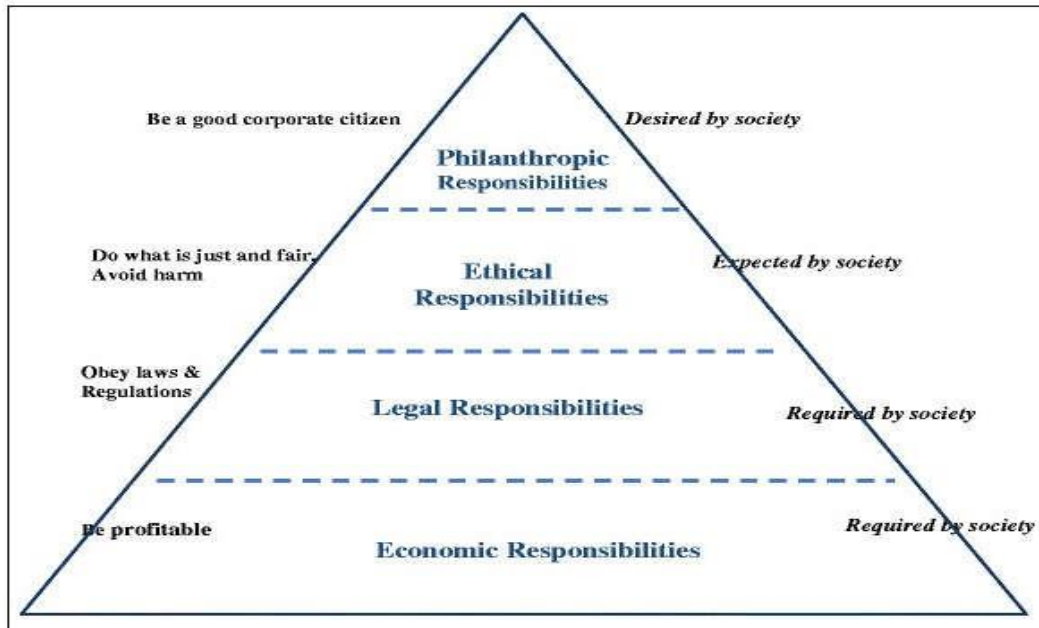 Be a good corporate citizen
Desired by society
Philanthropic
Responsibilities
Do what is just and fair,
Avoid harm
Expected by society
Ethical
Responsibilities
Obey laws &
Regulations
Legal Responsibilities
Required by society
Be profitable
Required by society
Economic Responsibilities